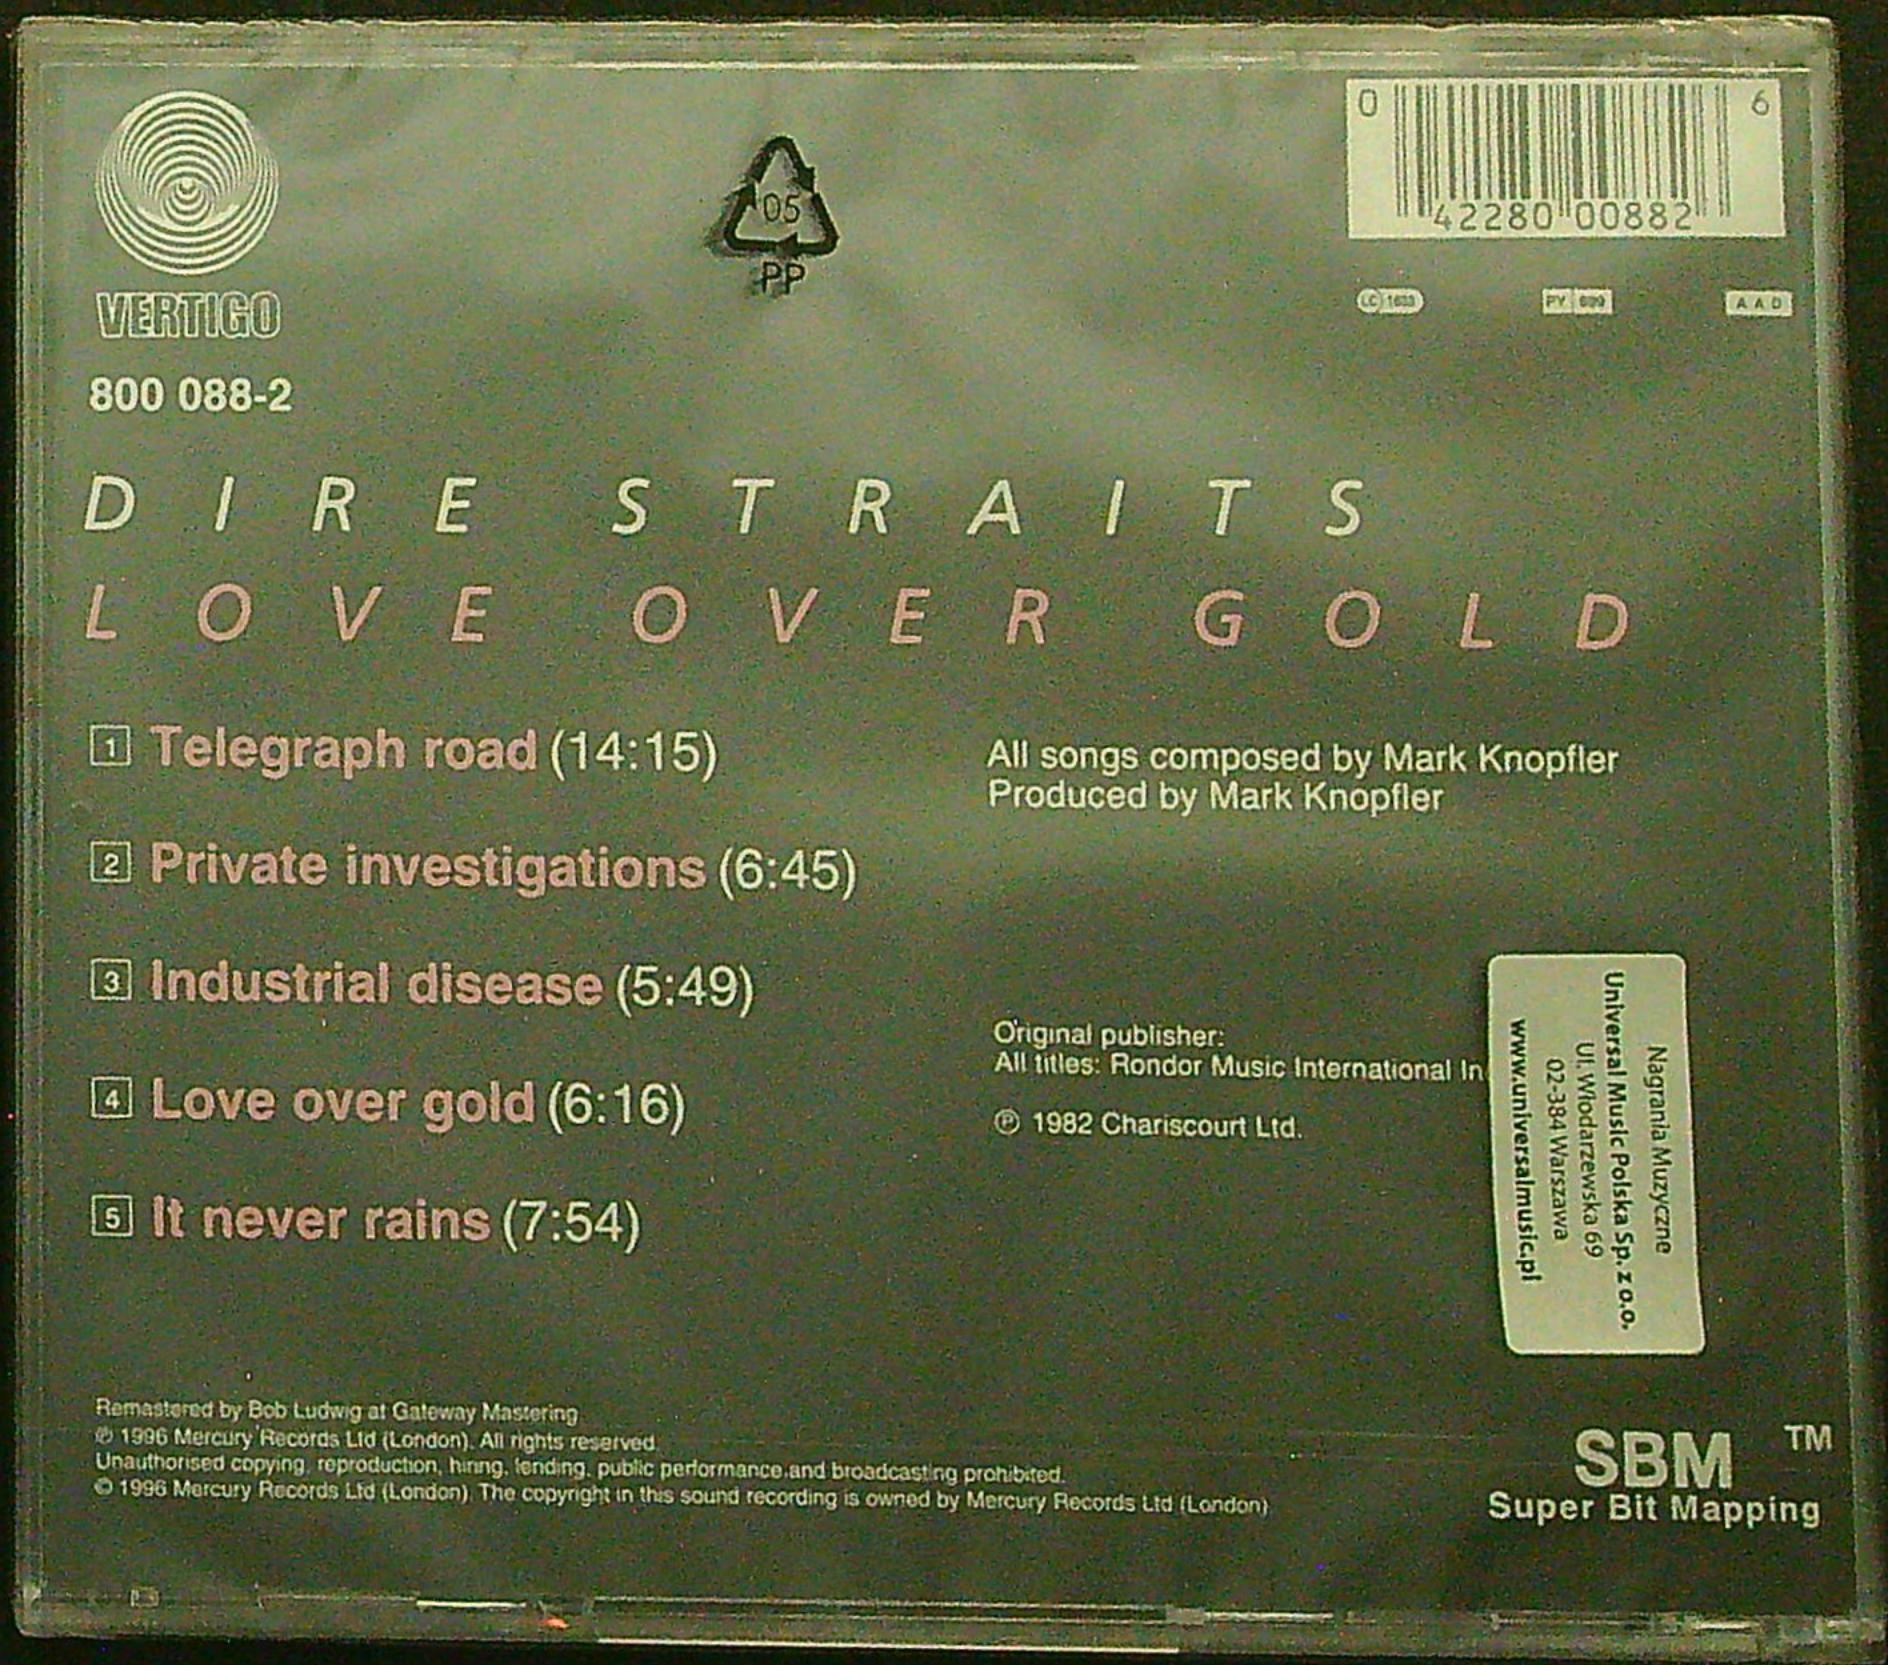 VERTIGO
800 088-2
05
PP
0 42280 00882 6
LC 1633
PY 899
AAD
DIRE STRAITS
LOVE OVER GOLD
1 Telegraph road (14:15)
2 Private investigations (6:45)
3 Industrial disease (5:49)
4 Love over gold (6:16)
5 It never rains (7:54)
All songs composed by Mark Knopfler
Produced by Mark Knopfler
Original publisher:
All titles: Rondor Music International In
℗ 1982 Chariscourt Ltd.
Nagrania Muzyczne
Universal Music Polska Sp. z o.o.
Ul. Włodarzewska 69
02-384 Warszawa
www.universalmusic.pl
Remastered by Bob Ludwig at Gateway Mastering
℗ 1996 Mercury Records Ltd (London). All rights reserved.
Unauthorised copying, reproduction, hiring, lending, public performance and broadcasting prohibited.
© 1996 Mercury Records Ltd (London). The copyright in this sound recording is owned by Mercury Records Ltd (London)
SBM TM
Super Bit Mapping